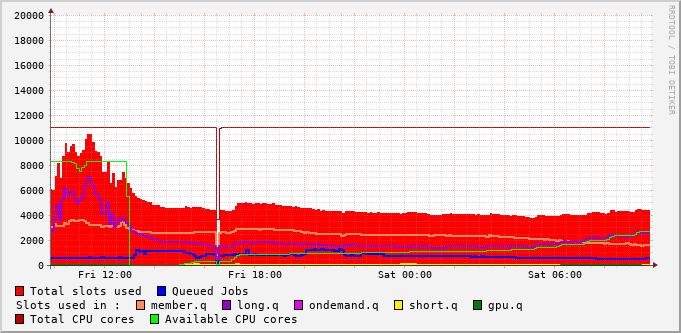 20000
18000
16000
14000
12000
10000
8000
6000
4000
2000
0
Fri 12:00 Fri 18:00 Sat 00:00 Sat 06:00
RRDTOOL / TOBI OETIKER
Total slots used Queued Jobs
Slots used in : member.q long.q ondemand.q short.q gpu.q
Total CPU cores Available CPU cores